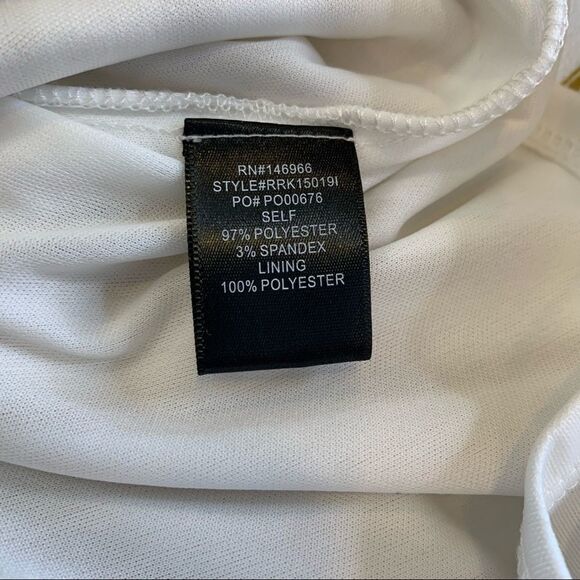 RN#146966
STYLE#RRK15019I
PO# PO00676
SELF
97% POLYESTER
3% SPANDEX
LINING
100% POLYESTER